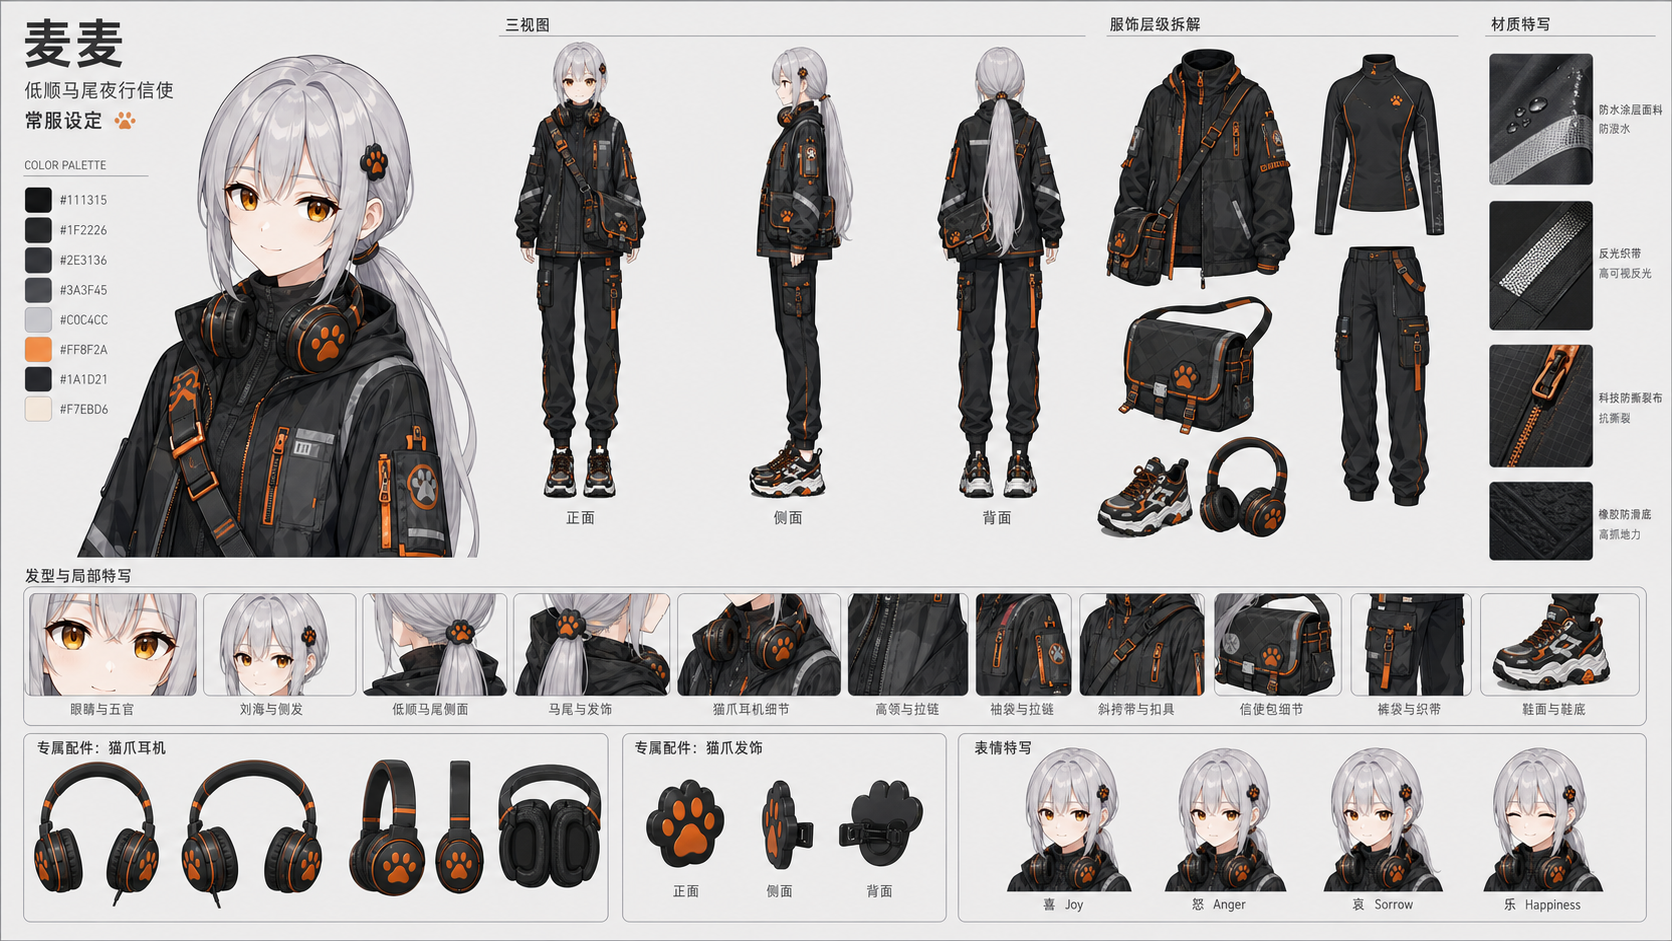 麦麦
低顺马尾夜行信使
常服设定
COLOR PALETTE
#111315
#1F2226
#2E3136
#3A3F45
#C0C4CC
#FF8F2A
#1A1D21
#F7EBD6
三视图
正面
侧面
背面
服饰层级拆解
材质特写
防水涂层面料
防泼水
反光织带
高可视反光
科技防撕裂布
抗撕裂
橡胶防滑底
高抓地力
发型与局部特写
眼睛与五官
刘海与侧发
低顺马尾侧面
马尾与发饰
猫爪耳机细节
高领与拉链
袖袋与拉链
斜挎带与扣具
信使包细节
裤袋与织带
鞋面与鞋底
专属配件：猫爪耳机
专属配件：猫爪发饰
正面
侧面
背面
表情特写
喜 Joy
怒 Anger
哀 Sorrow
乐 Happiness